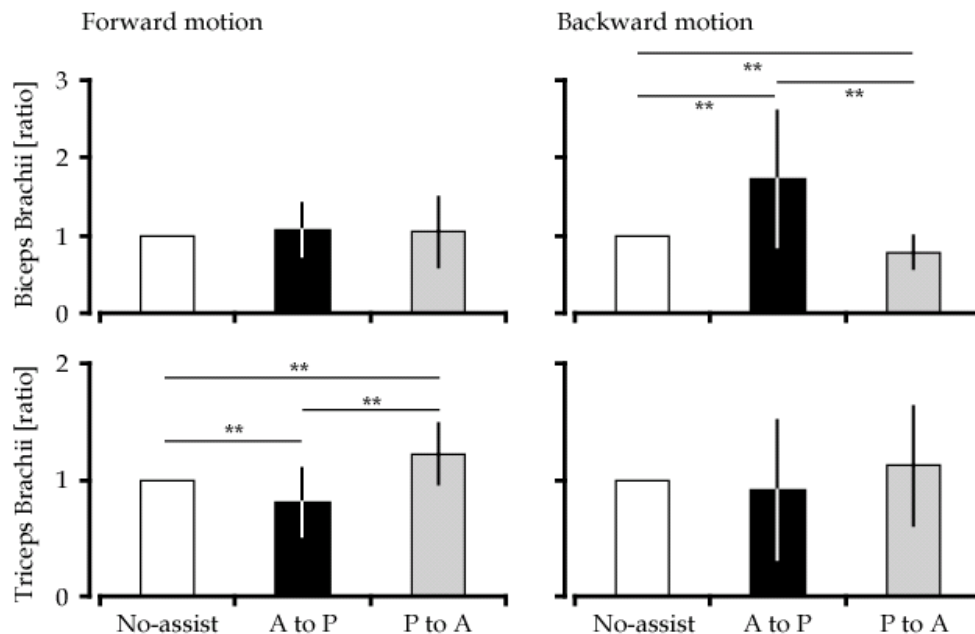 Forward motion
Backward motion
Biceps Brachii [ratio]
3
2
1
0
**
**
**
Triceps Brachii [ratio]
2
1
0
**
**
**
No-assist A to P P to A
No-assist A to P P to A